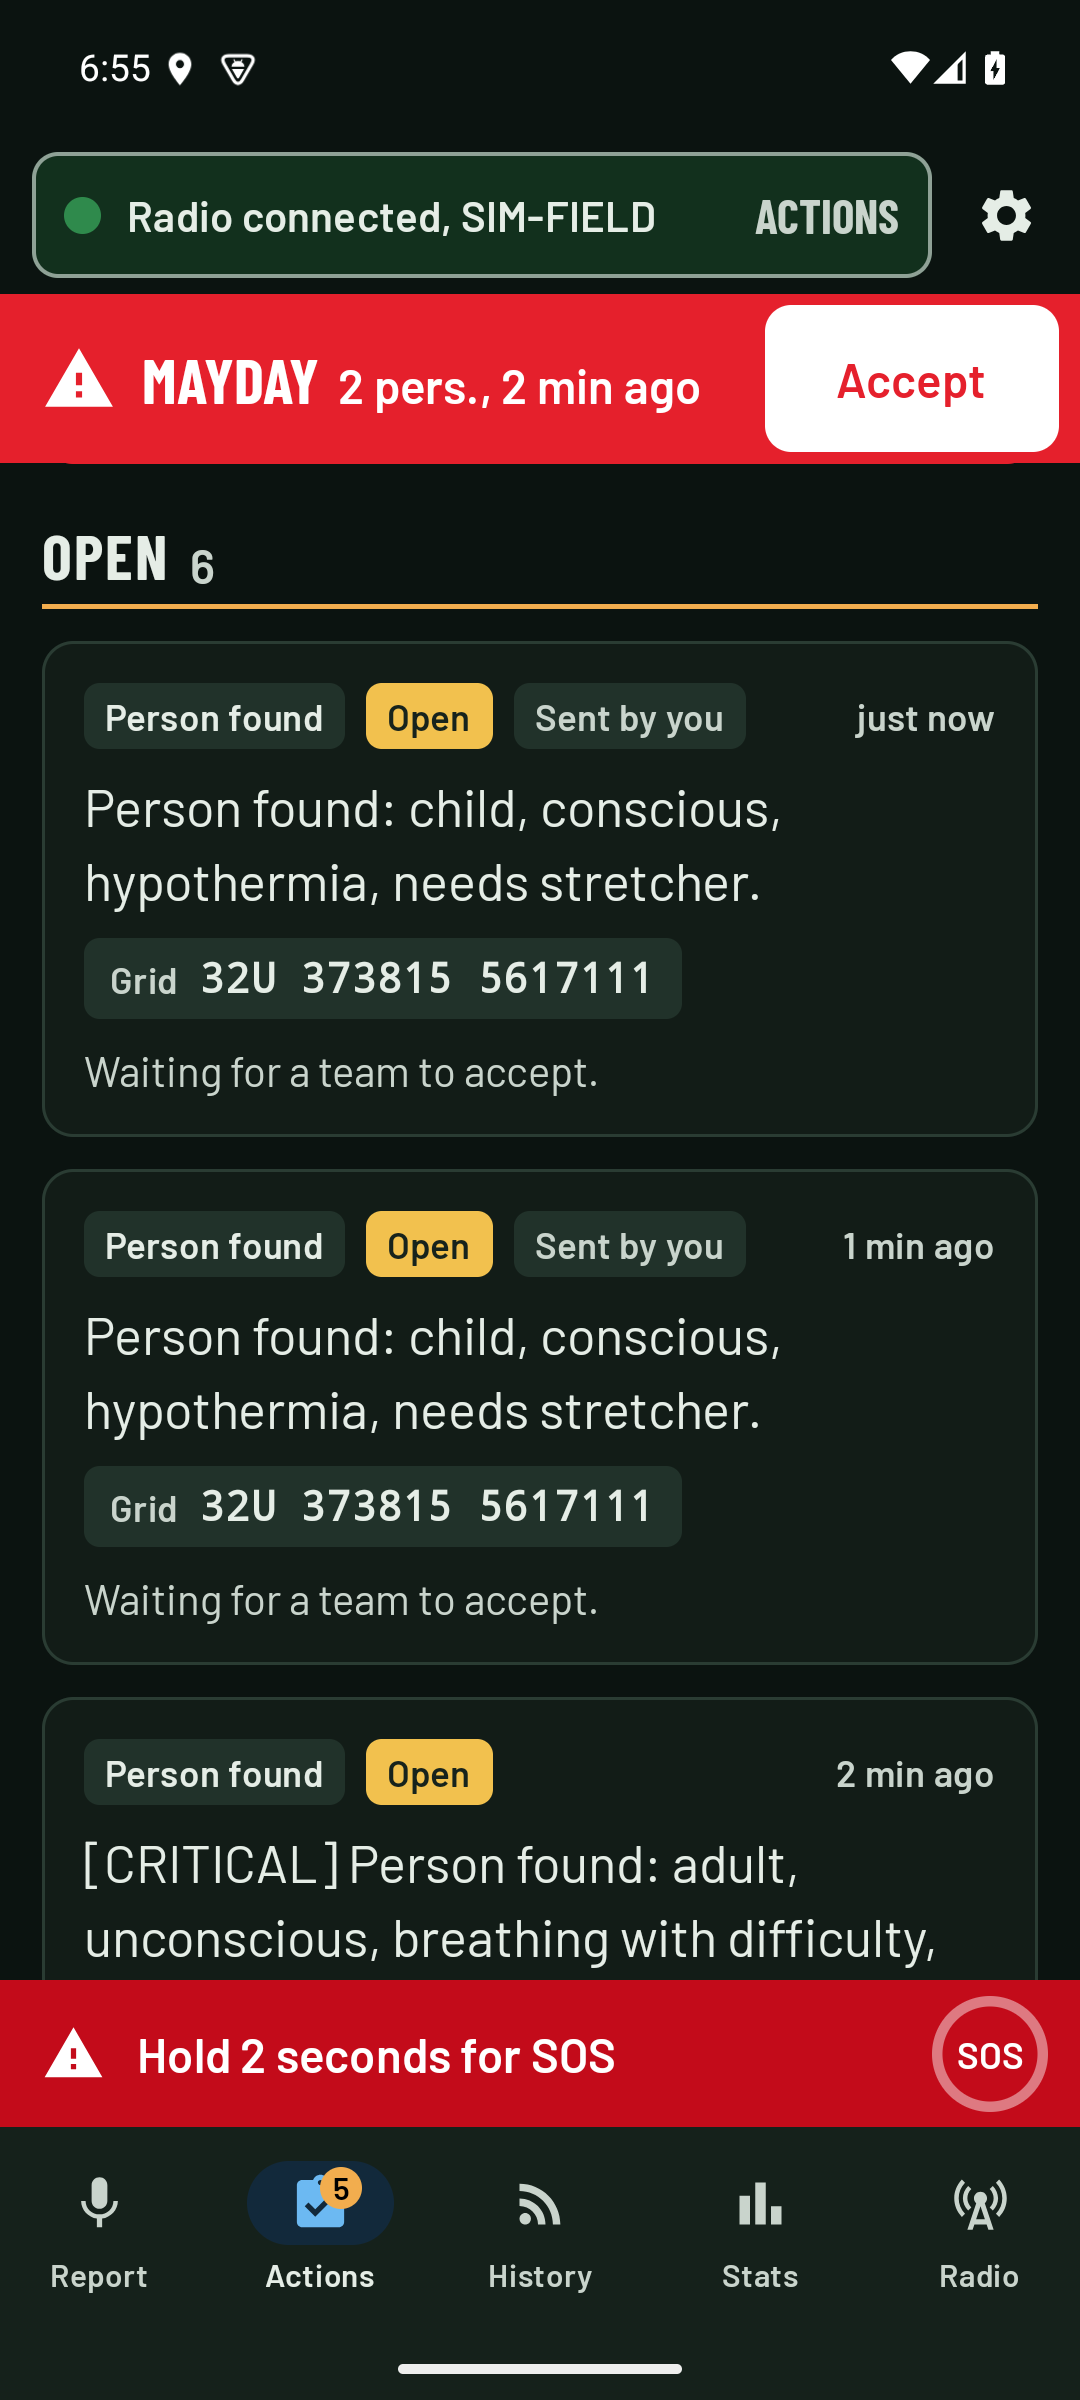 6:55
Radio connected, SIM-FIELD ACTIONS
MAYDAY 2 pers., 2 min ago Accept
OPEN 6
Person found Open Sent by you just now
Person found: child, conscious,
hypothermia, needs stretcher.
Grid 32U 373815 5617111
Waiting for a team to accept.
Person found Open Sent by you 1 min ago
Person found: child, conscious,
hypothermia, needs stretcher.
Grid 32U 373815 5617111
Waiting for a team to accept.
Person found Open 2 min ago
[CRITICAL] Person found: adult,
unconscious, breathing with difficulty,
Hold 2 seconds for SOS SOS
5
Report Actions History Stats Radio